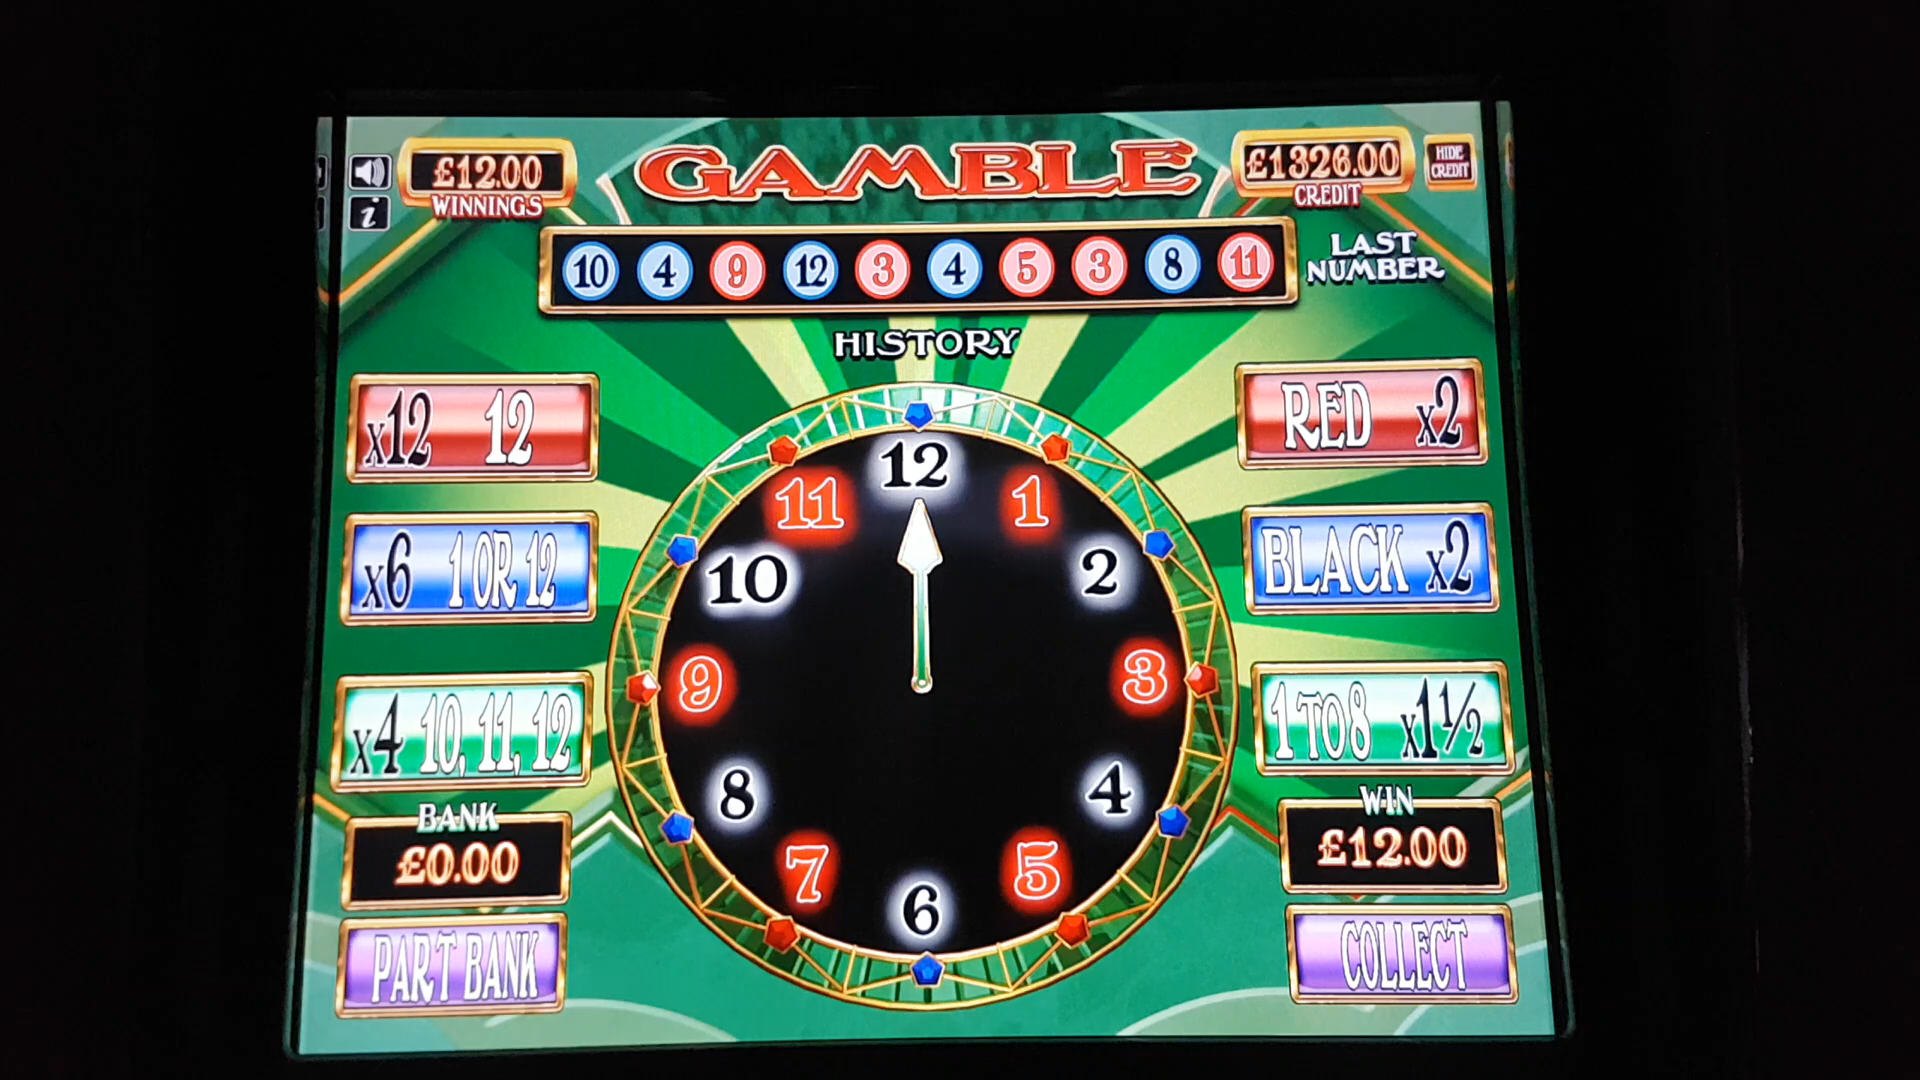 £12.00
WINNINGS
i
GAMBLE
£1326.00
CREDIT
HIDE
CREDIT
10 4 9 12 3 4 5 3 8 11
LAST
NUMBER
HISTORY
x12 12
x6 1 OR 12
x4 10, 11, 12
12
1
2
3
4
5
6
7
8
9
10
11
RED x2
BLACK x2
1 TO 8 x1½
BANK
£0.00
PART BANK
WIN
£12.00
COLLECT